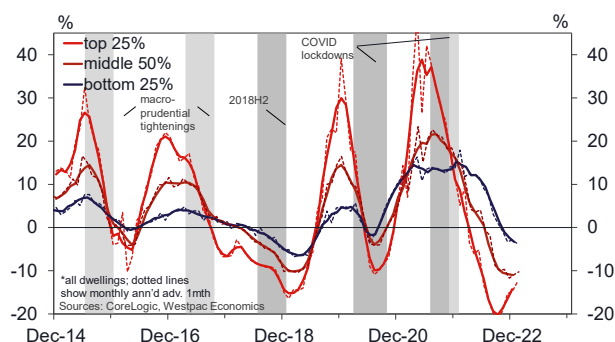 % %
40 40
30 30
20 20
10 10
0 0
-10 -10
-20 -20
top 25%
middle 50%
bottom 25%
COVID
lockdowns
macro-
prudential
tightenings
2018H2
*all dwellings; dotted lines
show monthly ann'd adv. 1mth
Sources: CoreLogic, Westpac Economics
Dec-14 Dec-16 Dec-18 Dec-20 Dec-22